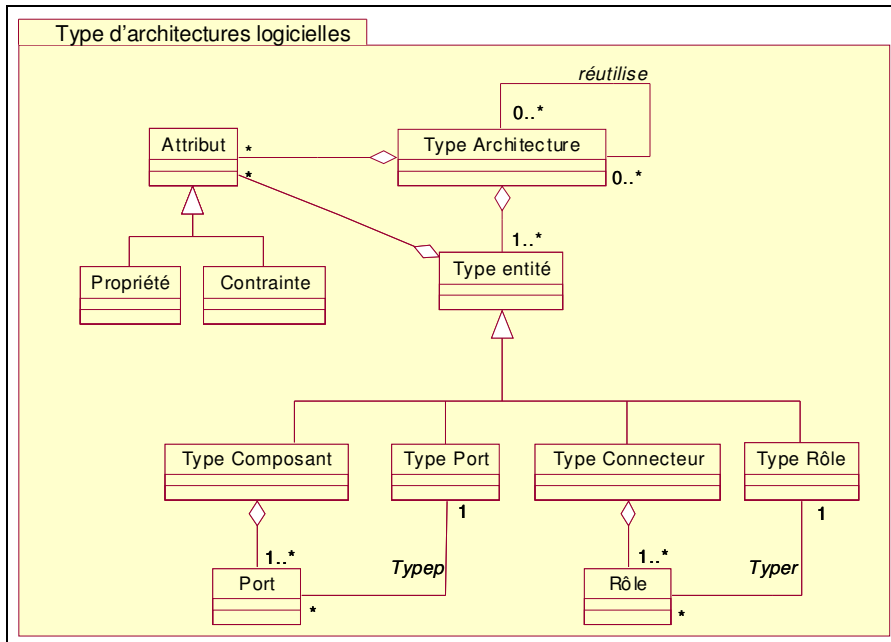 Type d'architectures logicielles
réutilise
0..*
Attribut
*
Type Architecture
*
0..*
1..*
Propriété
Contrainte
Type entité
Type Composant
Type Port
Type Connecteur
Type Rôle
1
1
1..*
Typep
1..*
Typer
Port
*
Rôle
*